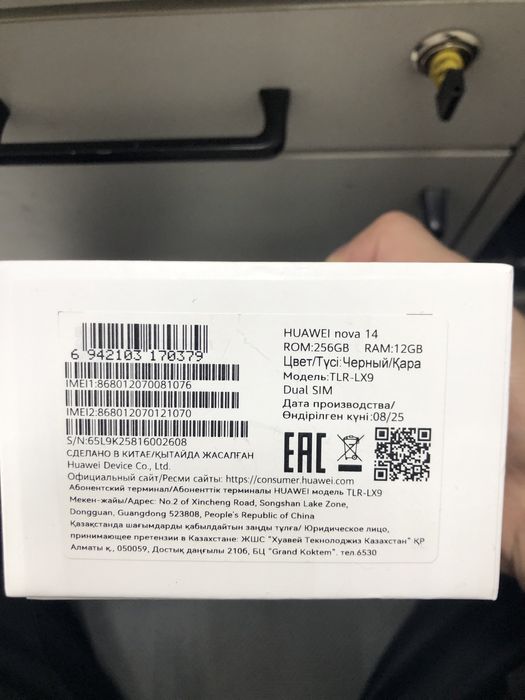 6 942103 170379
IMEI1:868012070081076
IMEI2:868012070121070
S/N:65L9K25816002608
СДЕЛАНО В КИТАЕ/ҚЫТАЙДА ЖАСАЛҒАН
Huawei Device Co., Ltd.
HUAWEI nova 14
ROM:256GB RAM:12GB
Цвет/Түсі:Черный/Қара
Модель:TLR-LX9
Dual SIM
Дата производства/
Өндірілген күні:08/25
EAC
Официальный сайт/Ресми сайты: https://consumer.huawei.com
Абонентский терминал/Абоненттік терминалы HUAWEI модель TLR-LX9
Мекен-жайы/Адрес: No.2 of Xincheng Road, Songshan Lake Zone,
Dongguan, Guangdong 523808, People's Republic of China
Қазақстанда шағымдарды қабылдайтын заңды тұлға/ Юридическое лицо,
принимающее претензии в Казахстане: ЖШС "Хуавей Текнолоджиз Казахстан" ҚР
Алматы қ., 050059, Достық даңғылы 210б, БЦ "Grand Koktem". тел.6530